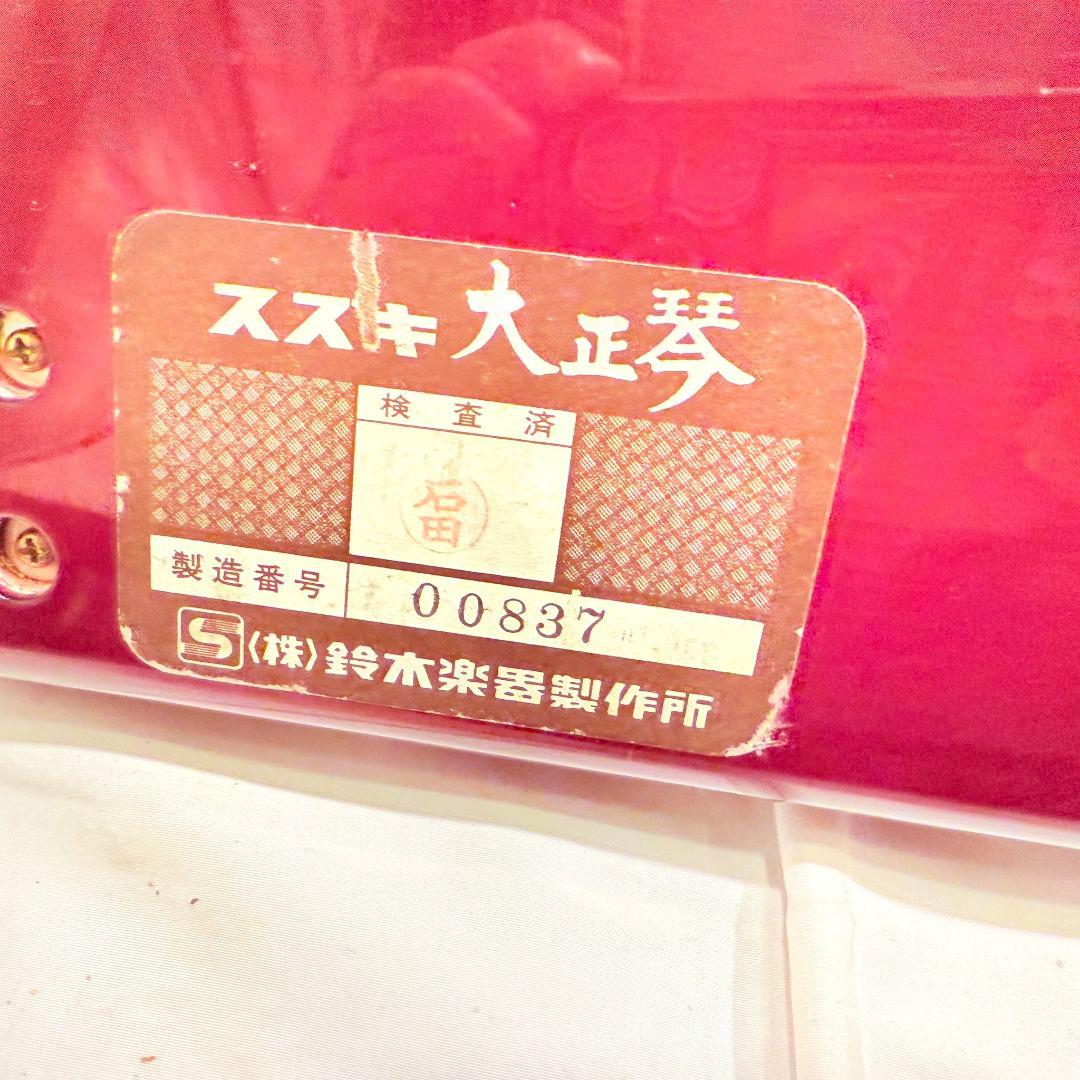 スズキ大正琴
検査済
石田
製造番号 00837
S〈株〉鈴木楽器製作所